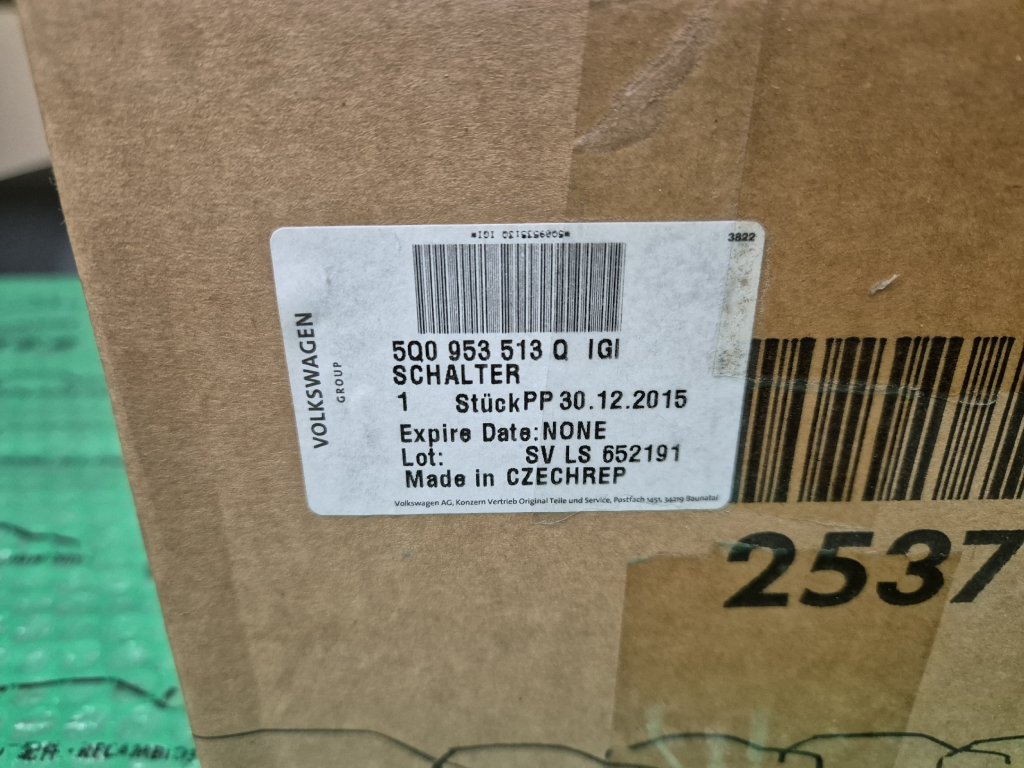 *5Q0953513Q IGI*
3822
VOLKSWAGEN
GROUP
5Q0 953 513 Q IGI
SCHALTER
1 StückPP 30.12.2015
Expire Date:NONE
Lot: SV LS 652191
Made in CZECHREP
Volkswagen AG, Konzern Vertrieb Original Teile und Service, Postfach 1451, 34219 Baunatal
2537
RECAMBIOS